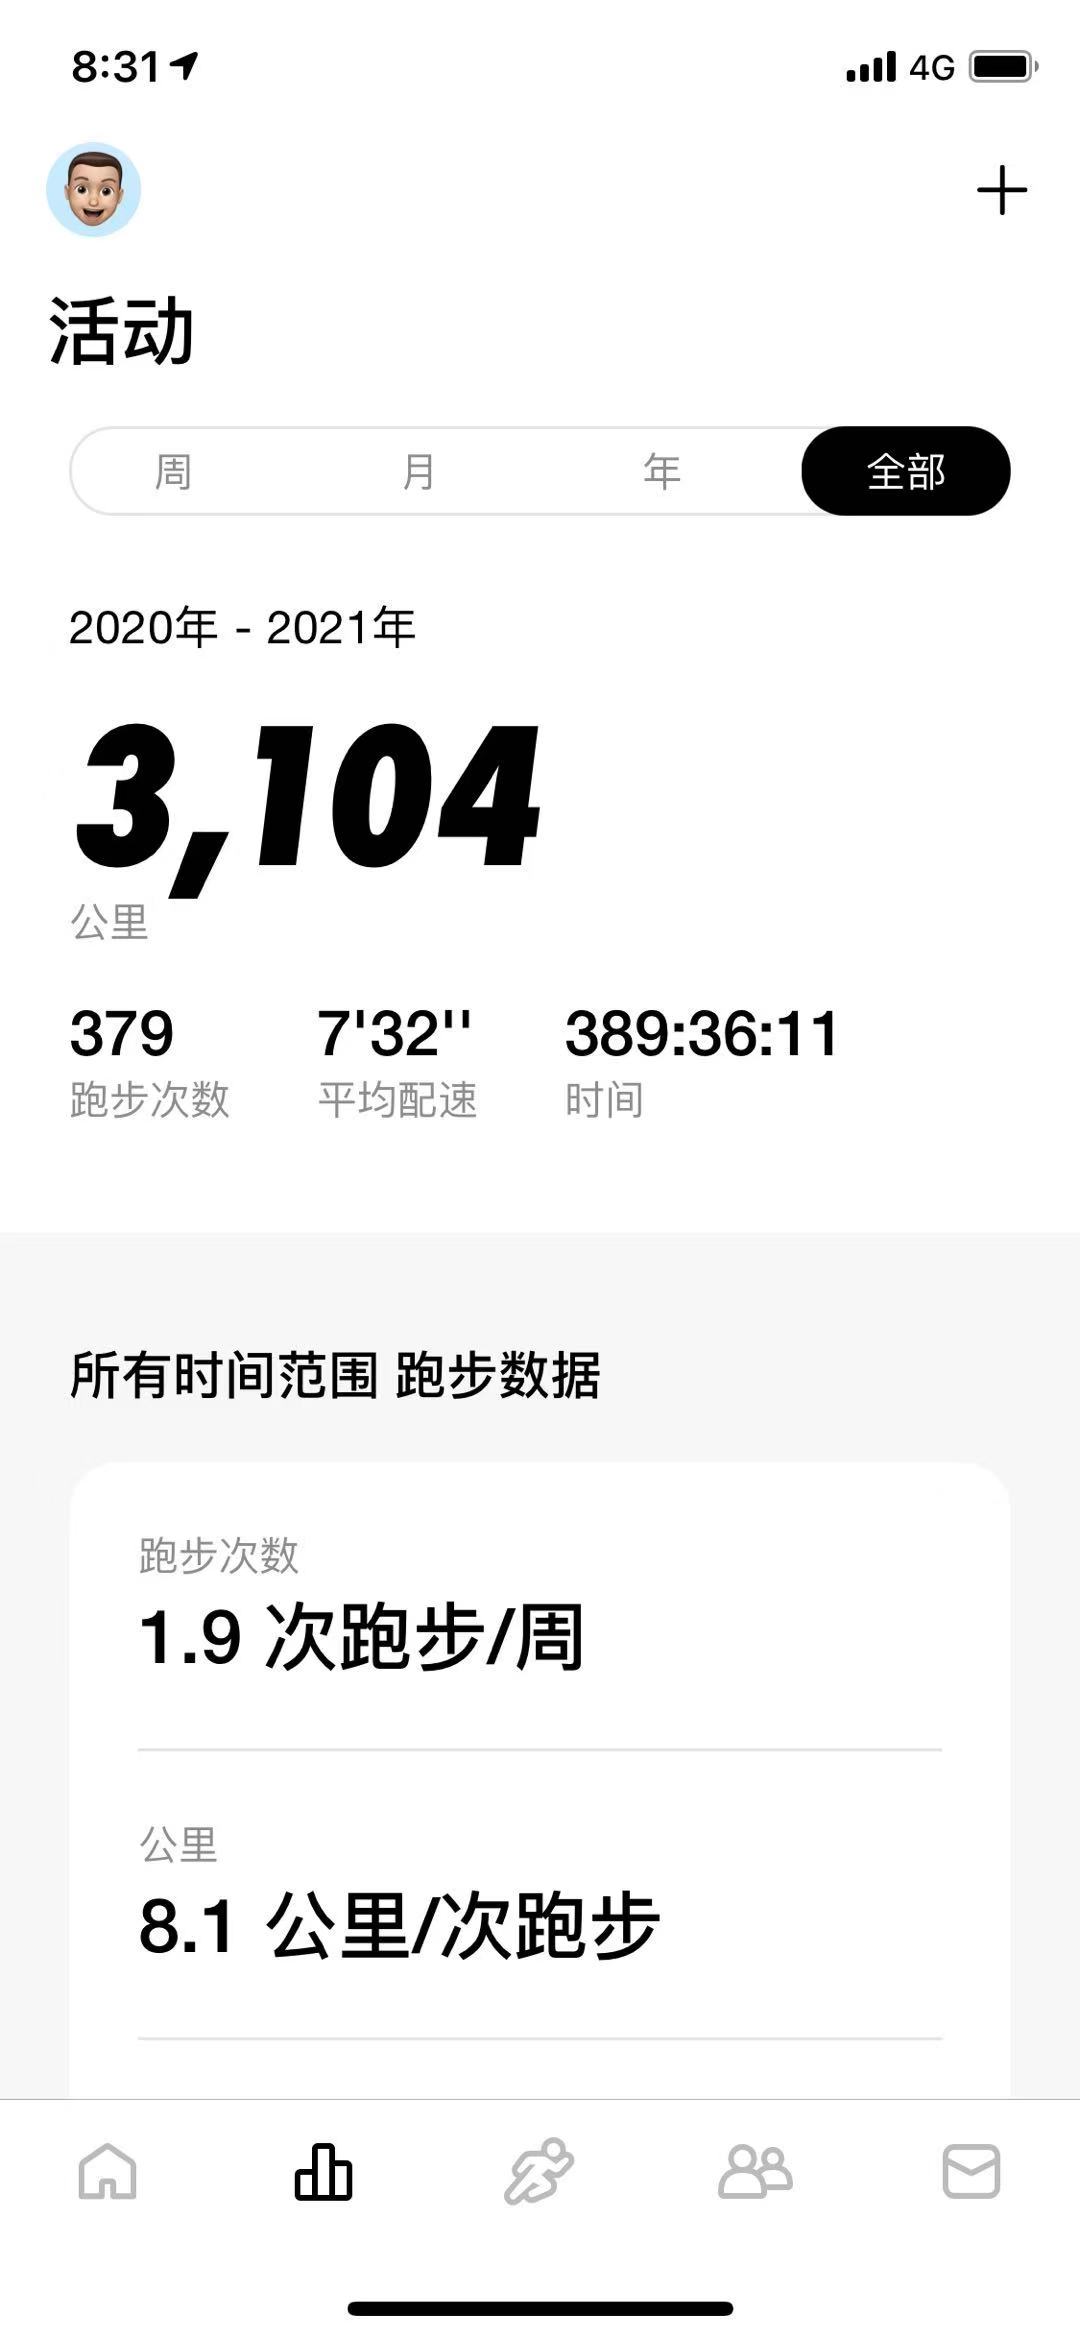 8:31
4G
活动
周 月 年 全部
2020年 - 2021年
3,104
公里
379 7'32'' 389:36:11
跑步次数 平均配速 时间
所有时间范围 跑步数据
跑步次数
1.9 次跑步/周
公里
8.1 公里/次跑步